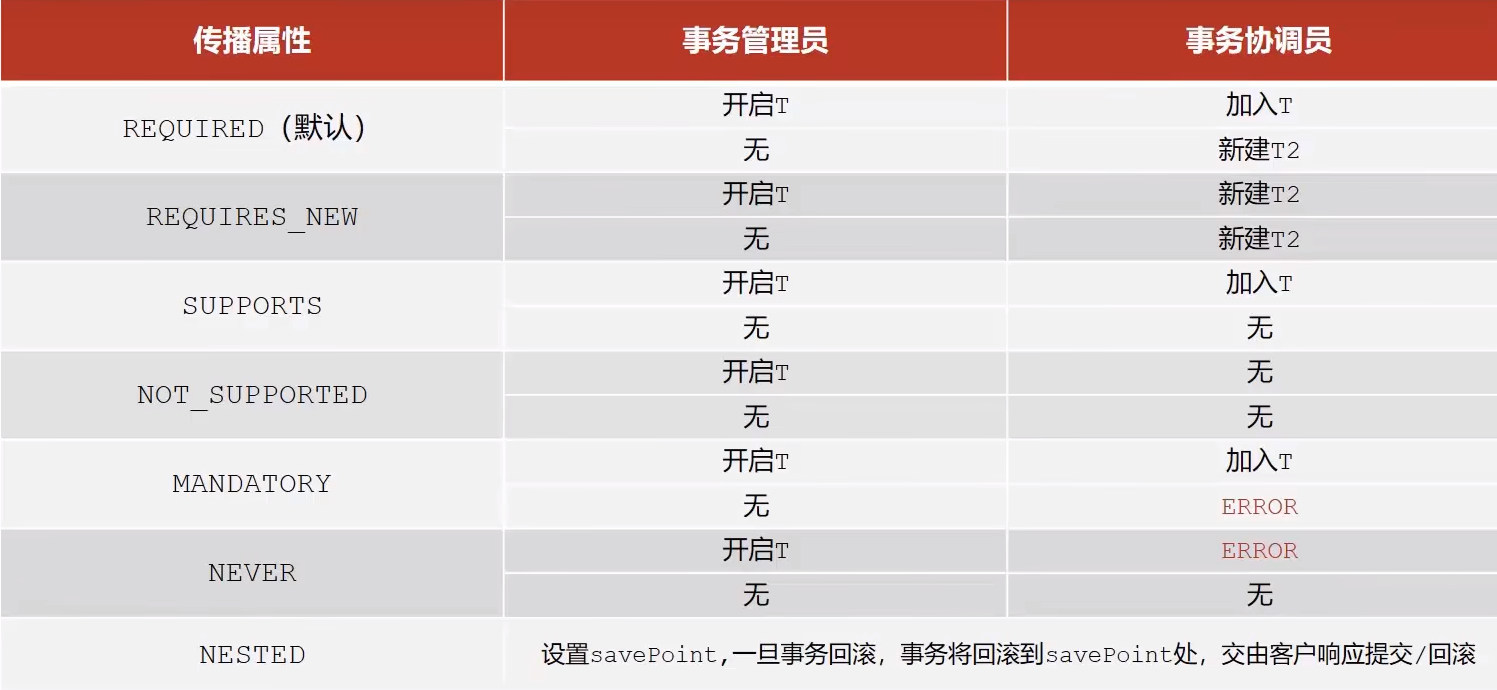 传播属性 事务管理员 事务协调员
REQUIRED（默认） 开启T 加入T
无 新建T2
REQUIRES_NEW 开启T 新建T2
无 新建T2
SUPPORTS 开启T 加入T
无 无
NOT_SUPPORTED 开启T 无
无 无
MANDATORY 开启T 加入T
无 ERROR
NEVER 开启T ERROR
无 无
NESTED 设置savePoint,一旦事务回滚，事务将回滚到savePoint处，交由客户响应提交/回滚